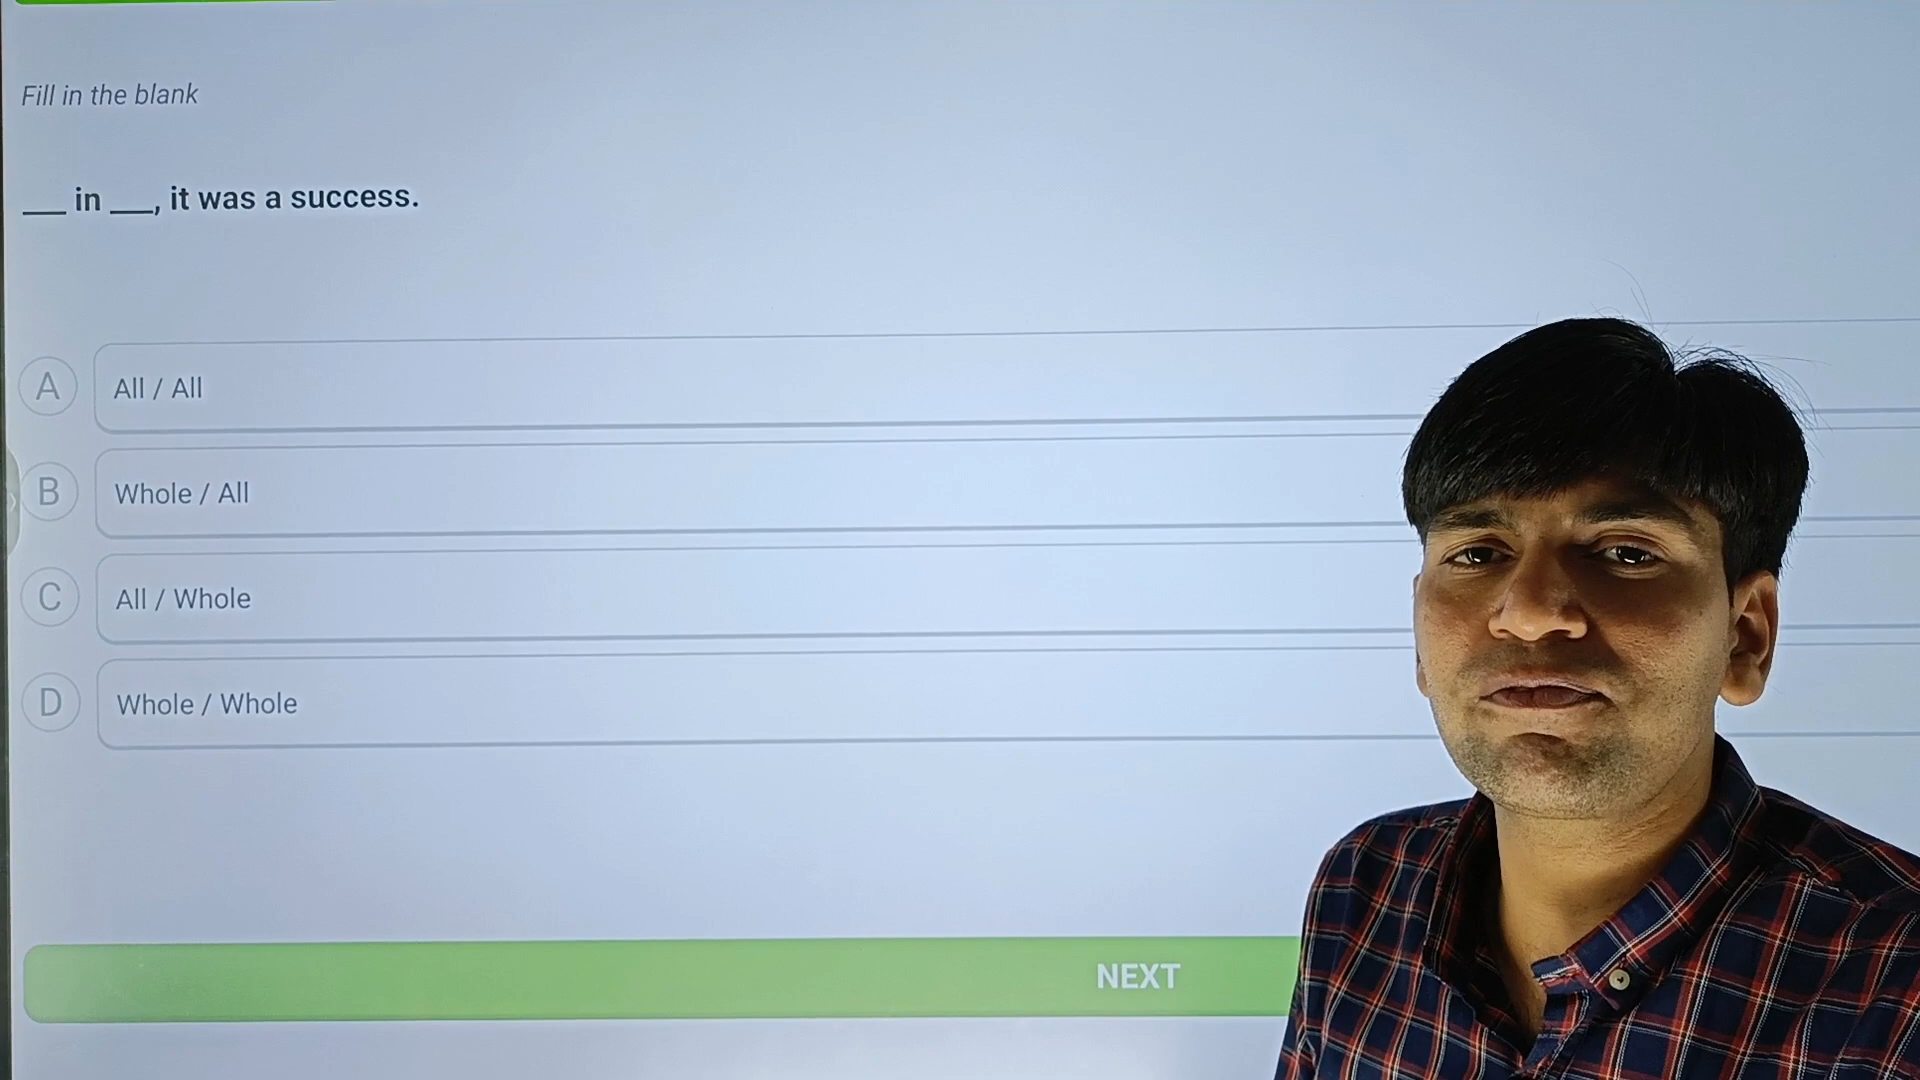 Fill in the blank
___ in ___, it was a success.
A All / All
B Whole / All
C All / Whole
D Whole / Whole
NEXT